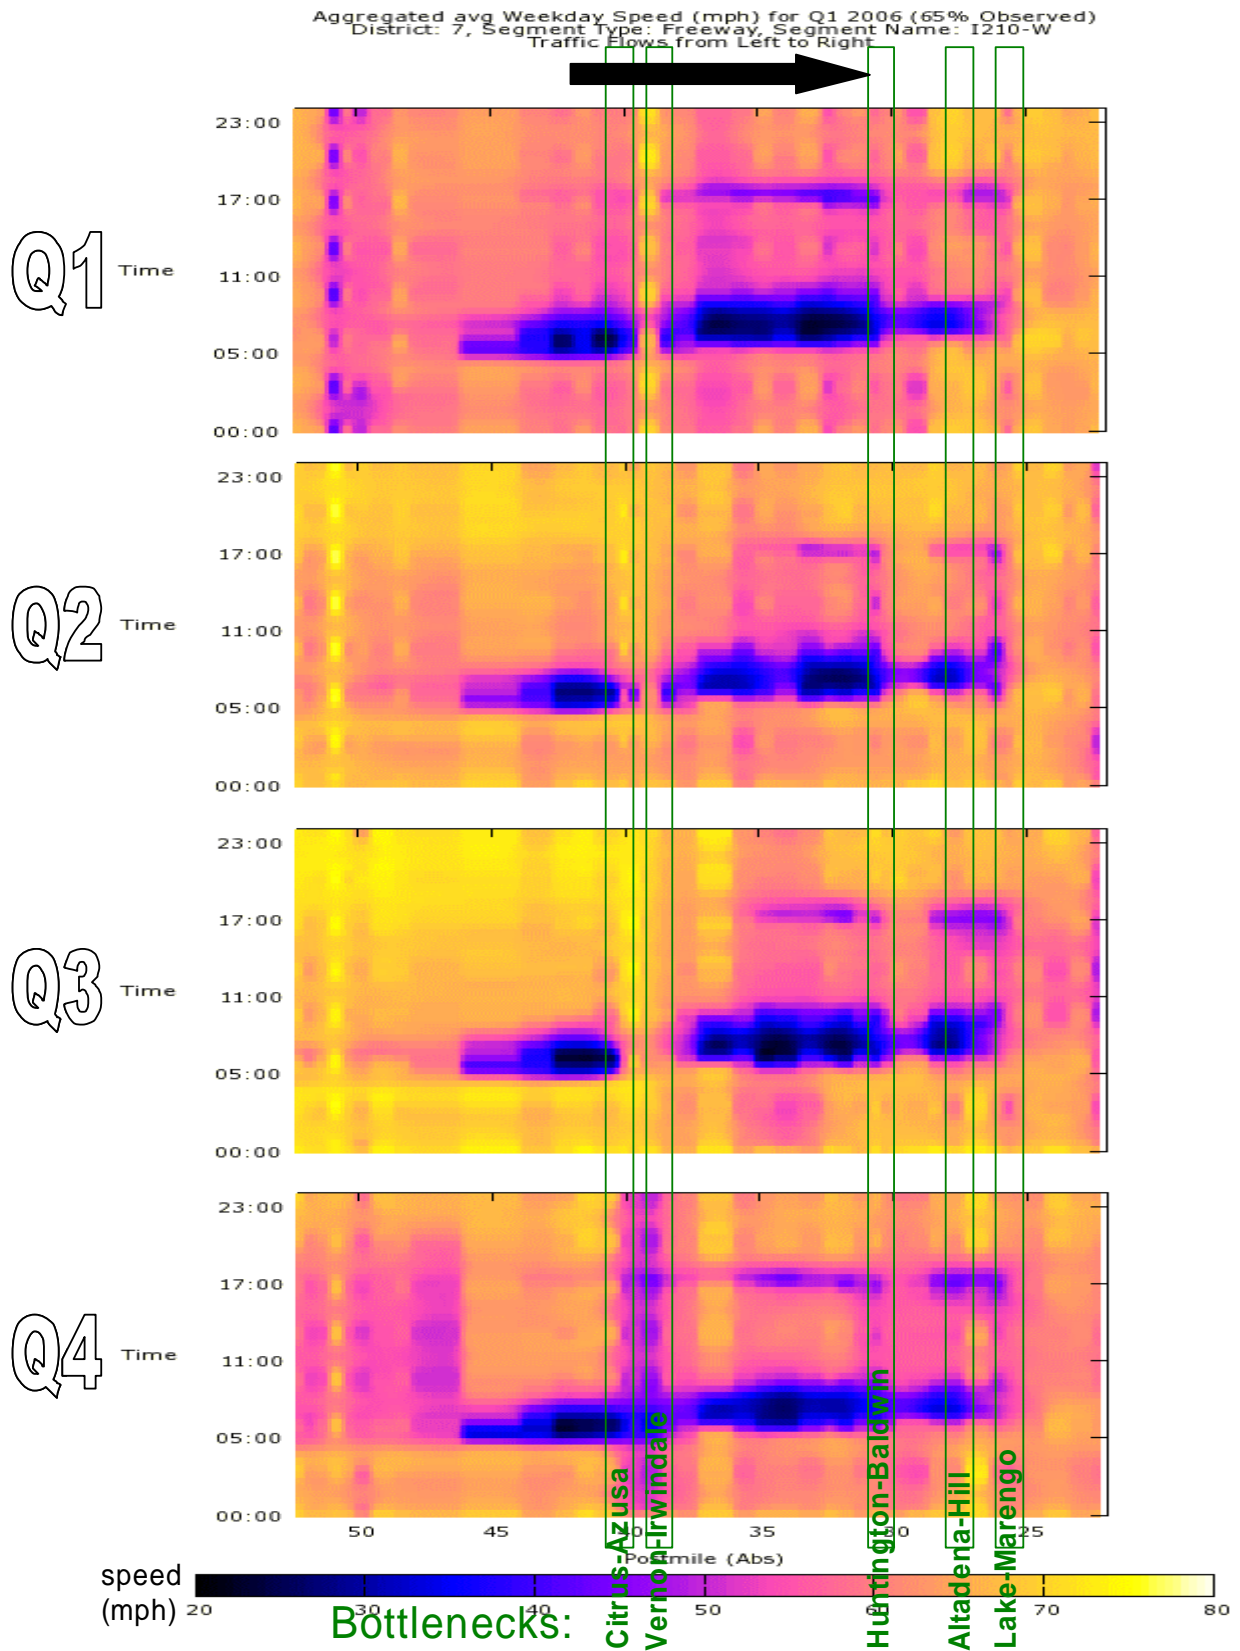 Aggregated avg Weekday Speed (mph) for Q1 2006 (65% Observed)
District: 7, Segment Type: Freeway, Segment Name: I210-W
Traffic Flows from Left to Right
Q1
Time
23:00
17:00
11:00
05:00
00:00
Q2
Time
23:00
17:00
11:00
05:00
00:00
Q3
Time
23:00
17:00
11:00
05:00
00:00
Q4
Time
23:00
17:00
11:00
05:00
00:00
50 45 40 35 30 25
Postmile (Abs)
speed
(mph)
20 30 40 50 60 70 80
Bottlenecks:
Citrus-Azusa
Vernon-Irwindale
Huntington-Baldwin
Altadena-Hill
Lake-Marengo